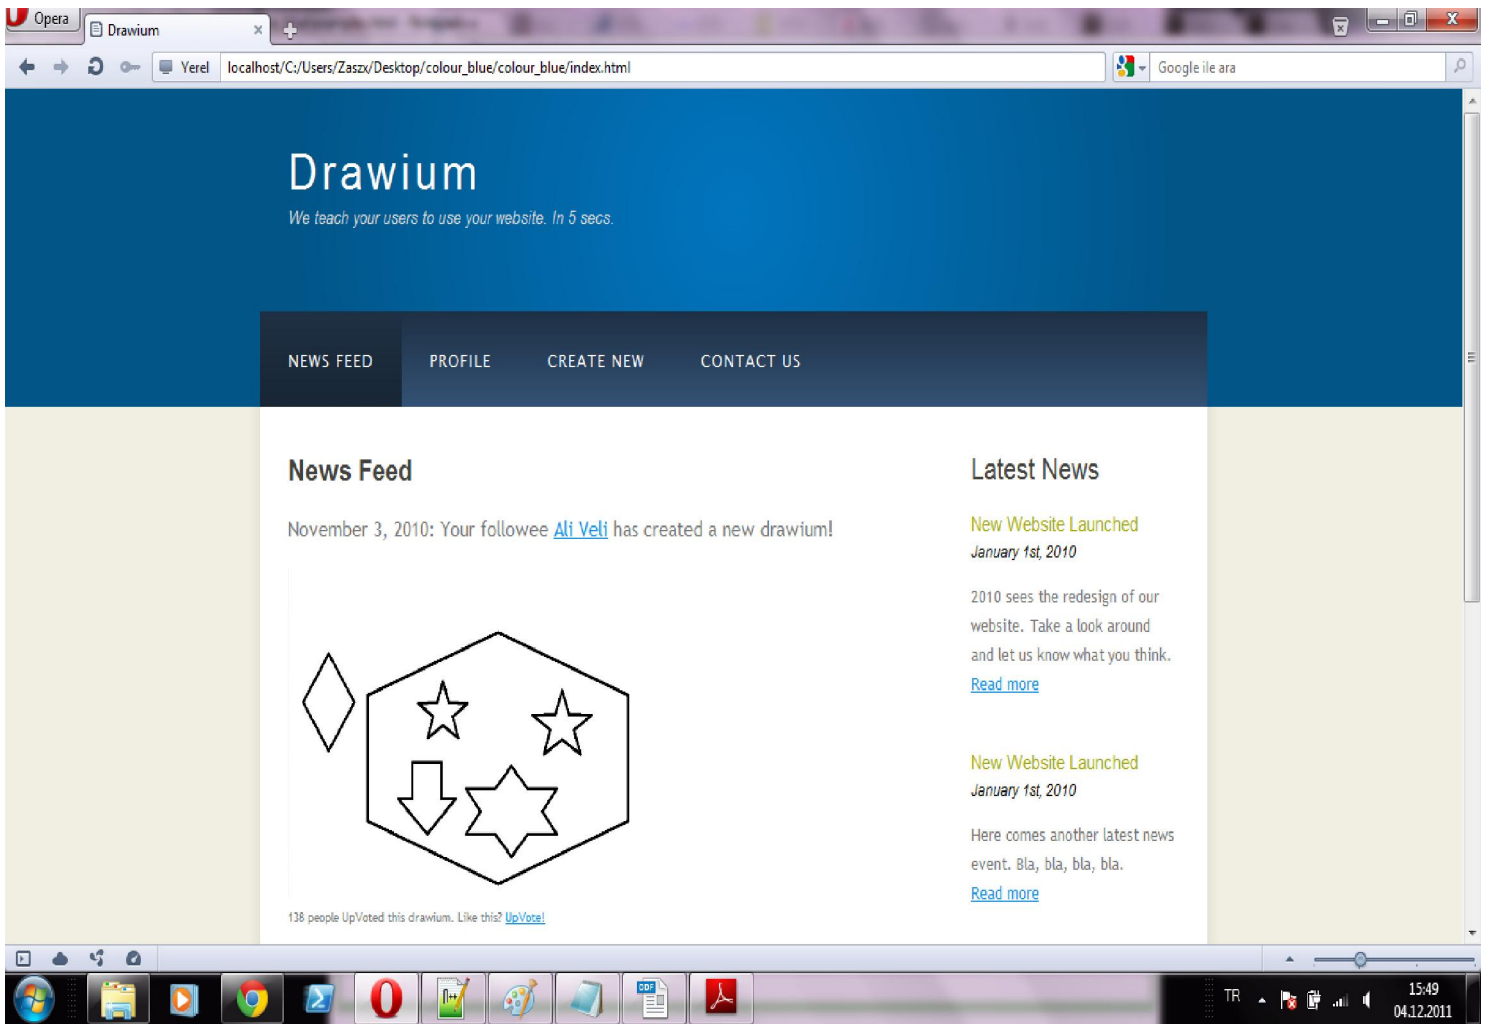 Opera
Drawium
Yerel
localhost/C:/Users/Zaszx/Desktop/colour_blue/colour_blue/index.html
Google ile ara
Drawium
We teach your users to use your website. In 5 secs.
NEWS FEED
PROFILE
CREATE NEW
CONTACT US
News Feed
November 3, 2010: Your followee Ali Veli has created a new drawium!
138 people UpVoted this drawium. Like this? UpVote!
Latest News
New Website Launched
January 1st, 2010
2010 sees the redesign of our
website. Take a look around
and let us know what you think.
Read more
New Website Launched
January 1st, 2010
Here comes another latest news
event. Bla, bla, bla, bla.
Read more
ODF
TR
15:49
04.12.2011